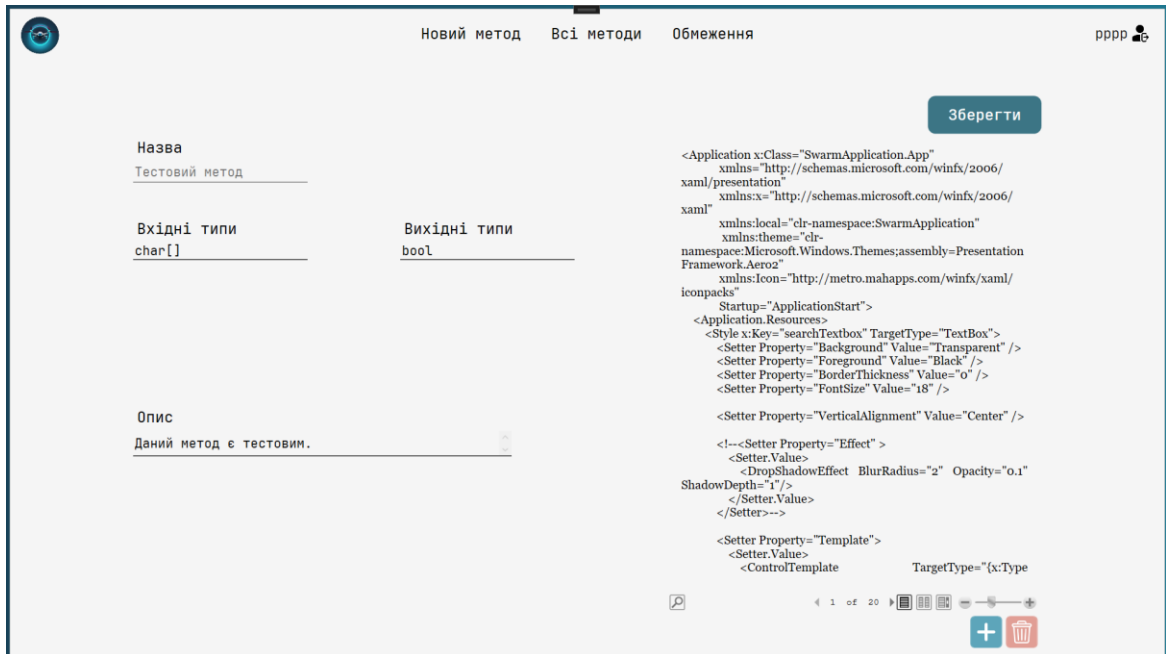 Новий метод Всі методи Обмеження pppp
Зберегти
Назва
Тестовий метод
Вхідні типи Вихідні типи
char[] bool
Опис
Даний метод є тестовим.
<Application x:Class="SwarmApplication.App"
xmlns="http://schemas.microsoft.com/winfx/2006/
xaml/presentation"
xmlns:x="http://schemas.microsoft.com/winfx/2006/
xaml"
xmlns:local="clr-namespace:SwarmApplication"
xmlns:theme="clr-
namespace:Microsoft.Windows.Themes;assembly=Presentation
Framework.Aero2"
xmlns:Icon="http://metro.mahapps.com/winfx/xaml/
iconpacks"
Startup="ApplicationStart">
<Application.Resources>
<Style x:Key="searchTextbox" TargetType="TextBox">
<Setter Property="Background" Value="Transparent" />
<Setter Property="Foreground" Value="Black" />
<Setter Property="BorderThickness" Value="0" />
<Setter Property="FontSize" Value="18" />
<Setter Property="VerticalAlignment" Value="Center" />
<!--<Setter Property="Effect" >
<Setter.Value>
<DropShadowEffect BlurRadius="2" Opacity="0.1"
ShadowDepth="1"/>
</Setter.Value>
</Setter>-->
<Setter Property="Template">
<Setter.Value>
<ControlTemplate TargetType="{x:Type
1 of 20